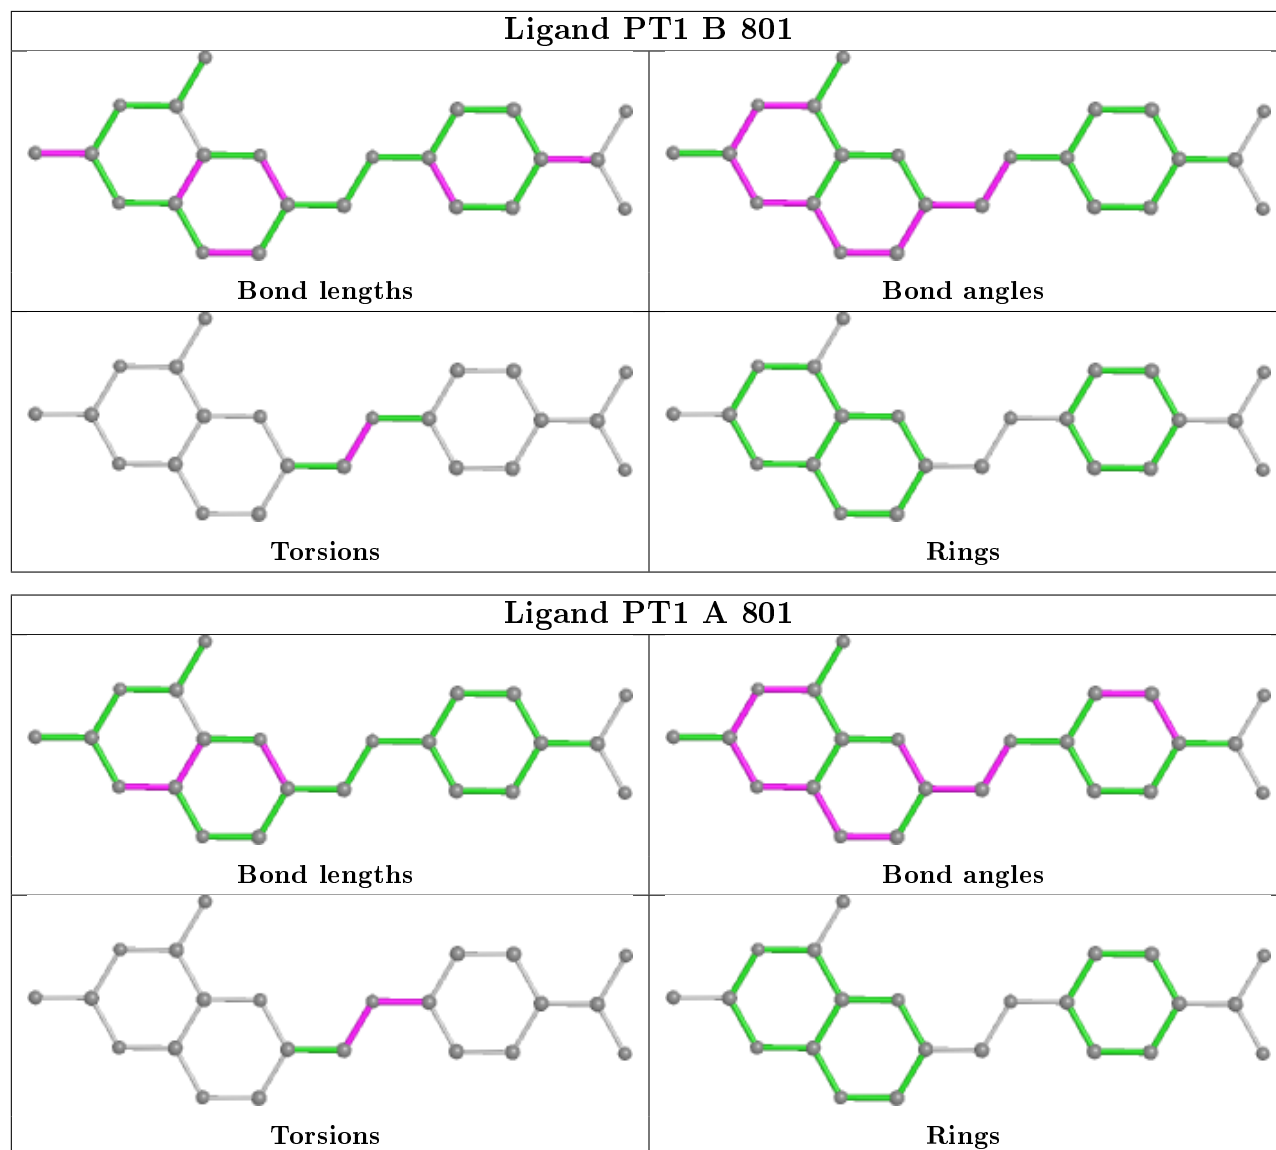 Ligand PT1 B 801
Bond lengths
Bond angles
Torsions
Rings
Ligand PT1 A 801
Bond lengths
Bond angles
Torsions
Rings